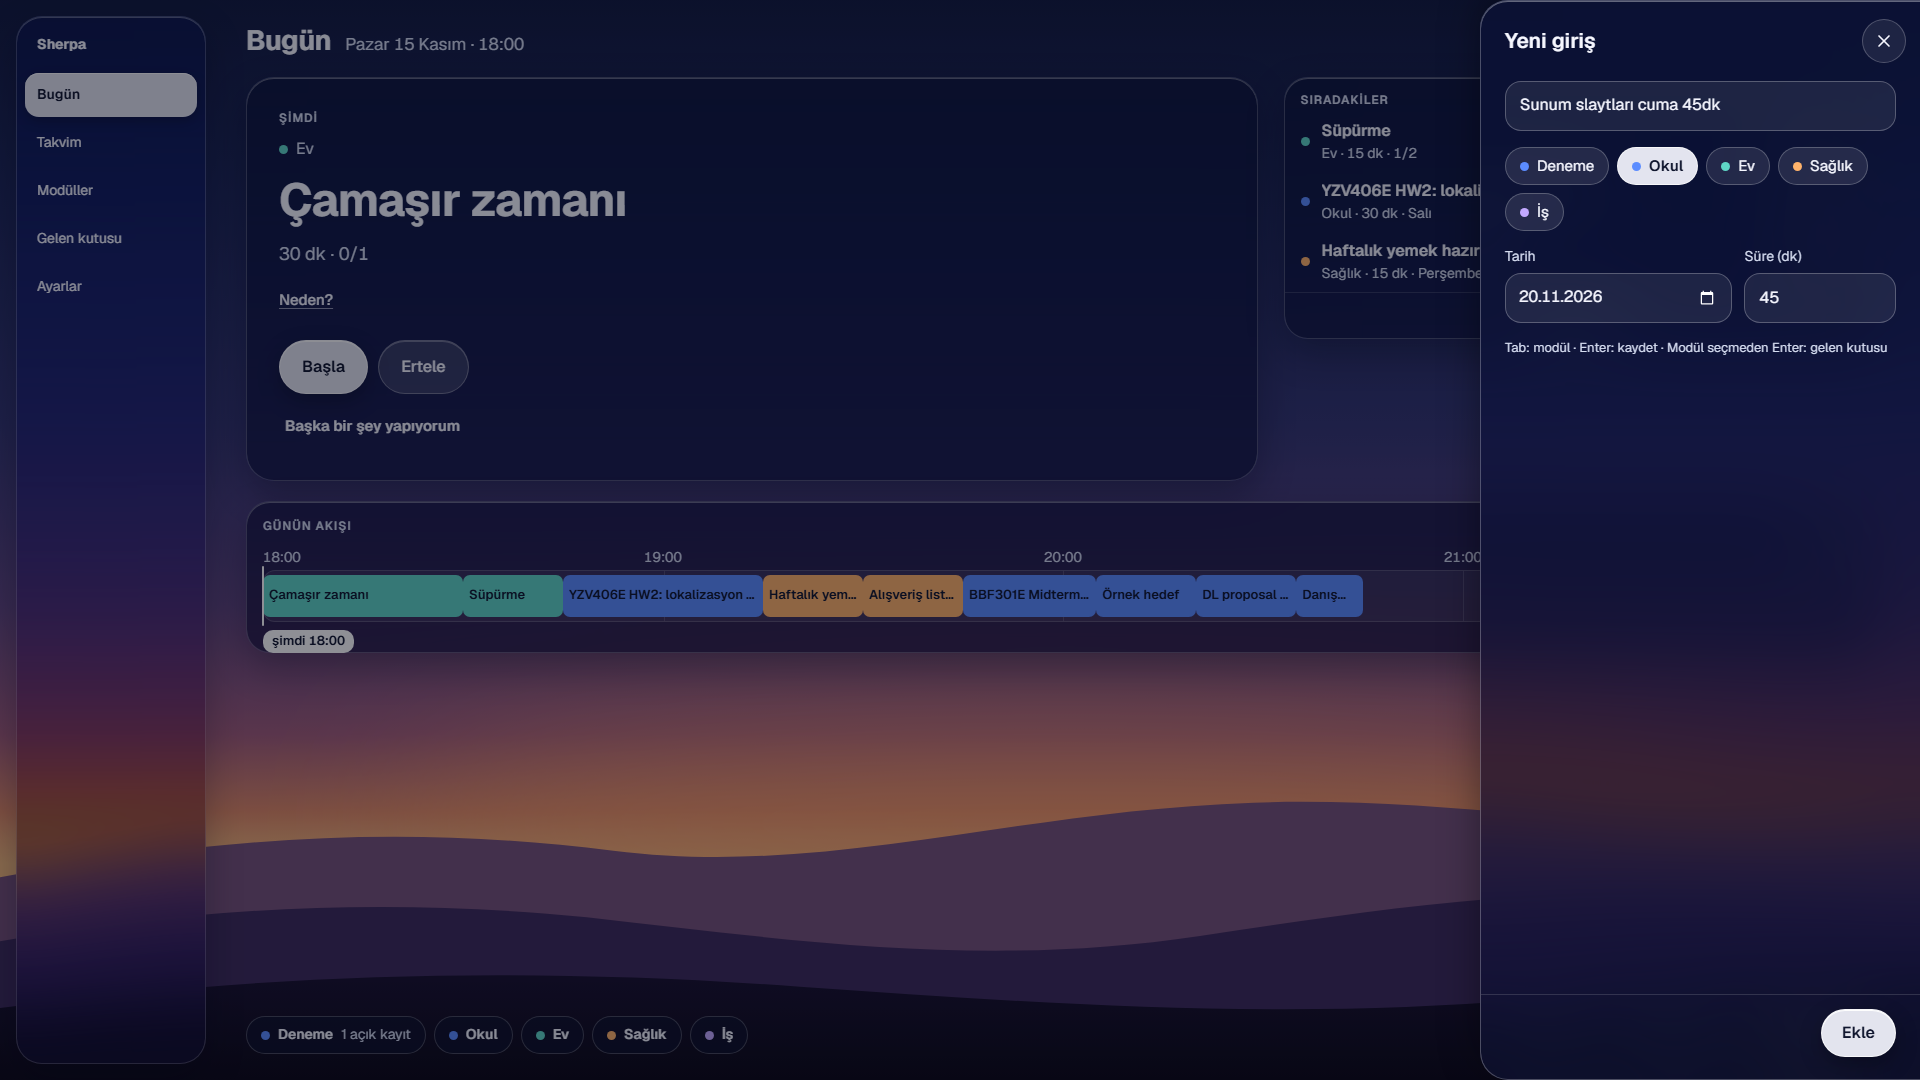 Sherpa
Bugün
Takvim
Modüller
Gelen kutusu
Ayarlar
Bugün Pazar 15 Kasım · 18:00
ŞİMDİ
Ev
Çamaşır zamanı
30 dk · 0/1
Neden?
Başla Ertele
Başka bir şey yapıyorum
SIRADAKİLER
Süpürme
Ev · 15 dk · 1/2
YZV406E HW2: lokali
Okul · 30 dk · Salı
Haftalık yemek hazır
Sağlık · 15 dk · Perşembe
GÜNÜN AKIŞI
18:00 19:00 20:00 21:00
Çamaşır zamanı Süpürme YZV406E HW2: lokalizasyon ... Haftalık yem... Alışveriş list... BBF301E Midterm... Örnek hedef DL proposal ... Danış...
şimdi 18:00
Deneme 1 açık kayıt Okul Ev Sağlık İş
Yeni giriş
Sunum slaytları cuma 45dk
Deneme Okul Ev Sağlık
İş
Tarih Süre (dk)
20.11.2026 45
Tab: modül · Enter: kaydet · Modül seçmeden Enter: gelen kutusu
Ekle